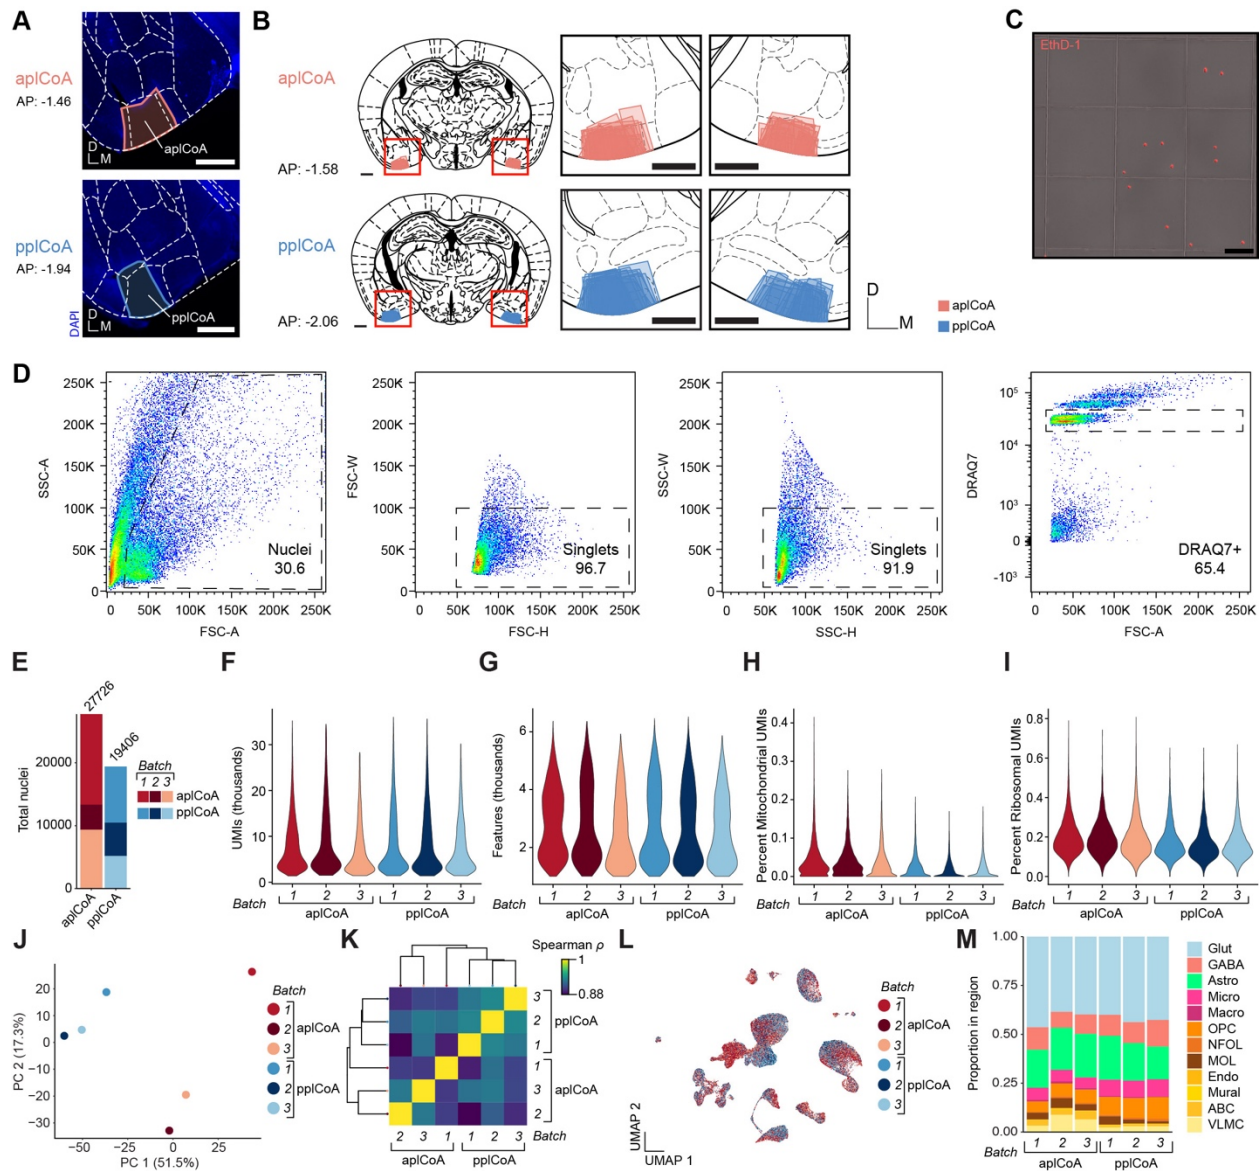 A
aplCoA
AP: -1.46
D
M
aplCoA
pplCoA
AP: -1.94
D
M
pplCoA
DAPI
B
aplCoA
AP: -1.58
pplCoA
AP: -2.06
D
M
aplCoA
pplCoA
C
EthD-1
D
250K
200K
150K
100K
50K
0
SSC-A
Nuclei
30.6
0 50K 100K 150K 200K 250K
FSC-A
250K
200K
150K
100K
50K
0
FSC-W
Singlets
96.7
0 50K 100K 150K 200K 250K
FSC-H
250K
200K
150K
100K
50K
0
SSC-W
Singlets
91.9
0 50K 100K 150K 200K 250K
SSC-H
10⁵
10⁴
10³
0
-10³
DRAQ7
DRAQ7+
65.4
0 50K 100K 150K 200K 250K
FSC-A
E
27726
19406
20000
10000
0
Total nuclei
aplCoA
pplCoA
Batch
1 2 3
aplCoA
pplCoA
F
UMIs (thousands)
30
20
10
0
Batch 1 2 3 1 2 3
aplCoA pplCoA
G
Features (thousands)
6
4
2
Batch 1 2 3 1 2 3
aplCoA pplCoA
H
Percent Mitochondrial UMIs
0.4
0.2
0.0
Batch 1 2 3 1 2 3
aplCoA pplCoA
I
Percent Ribosomal UMIs
0.8
0.6
0.4
0.2
0.0
Batch 1 2 3 1 2 3
aplCoA pplCoA
J
PC 2 (17.3%)
20
10
0
−10
−20
−30
−50 −25 0 25
PC 1 (51.5%)
Batch
1
2
3
aplCoA
1
2
3
pplCoA
K
Spearman ρ
1
0.88
3
2
1
pplCoA
1
3
2
aplCoA
2 3 1 1 2 3 Batch
aplCoA pplCoA
L
UMAP 2
UMAP 1
Batch
1
2
3
aplCoA
1
2
3
pplCoA
M
Proportion in region
1.00
0.75
0.50
0.25
0.00
Batch 1 2 3 1 2 3
aplCoA pplCoA
Glut
GABA
Astro
Micro
Macro
OPC
NFOL
MOL
Endo
Mural
ABC
VLMC